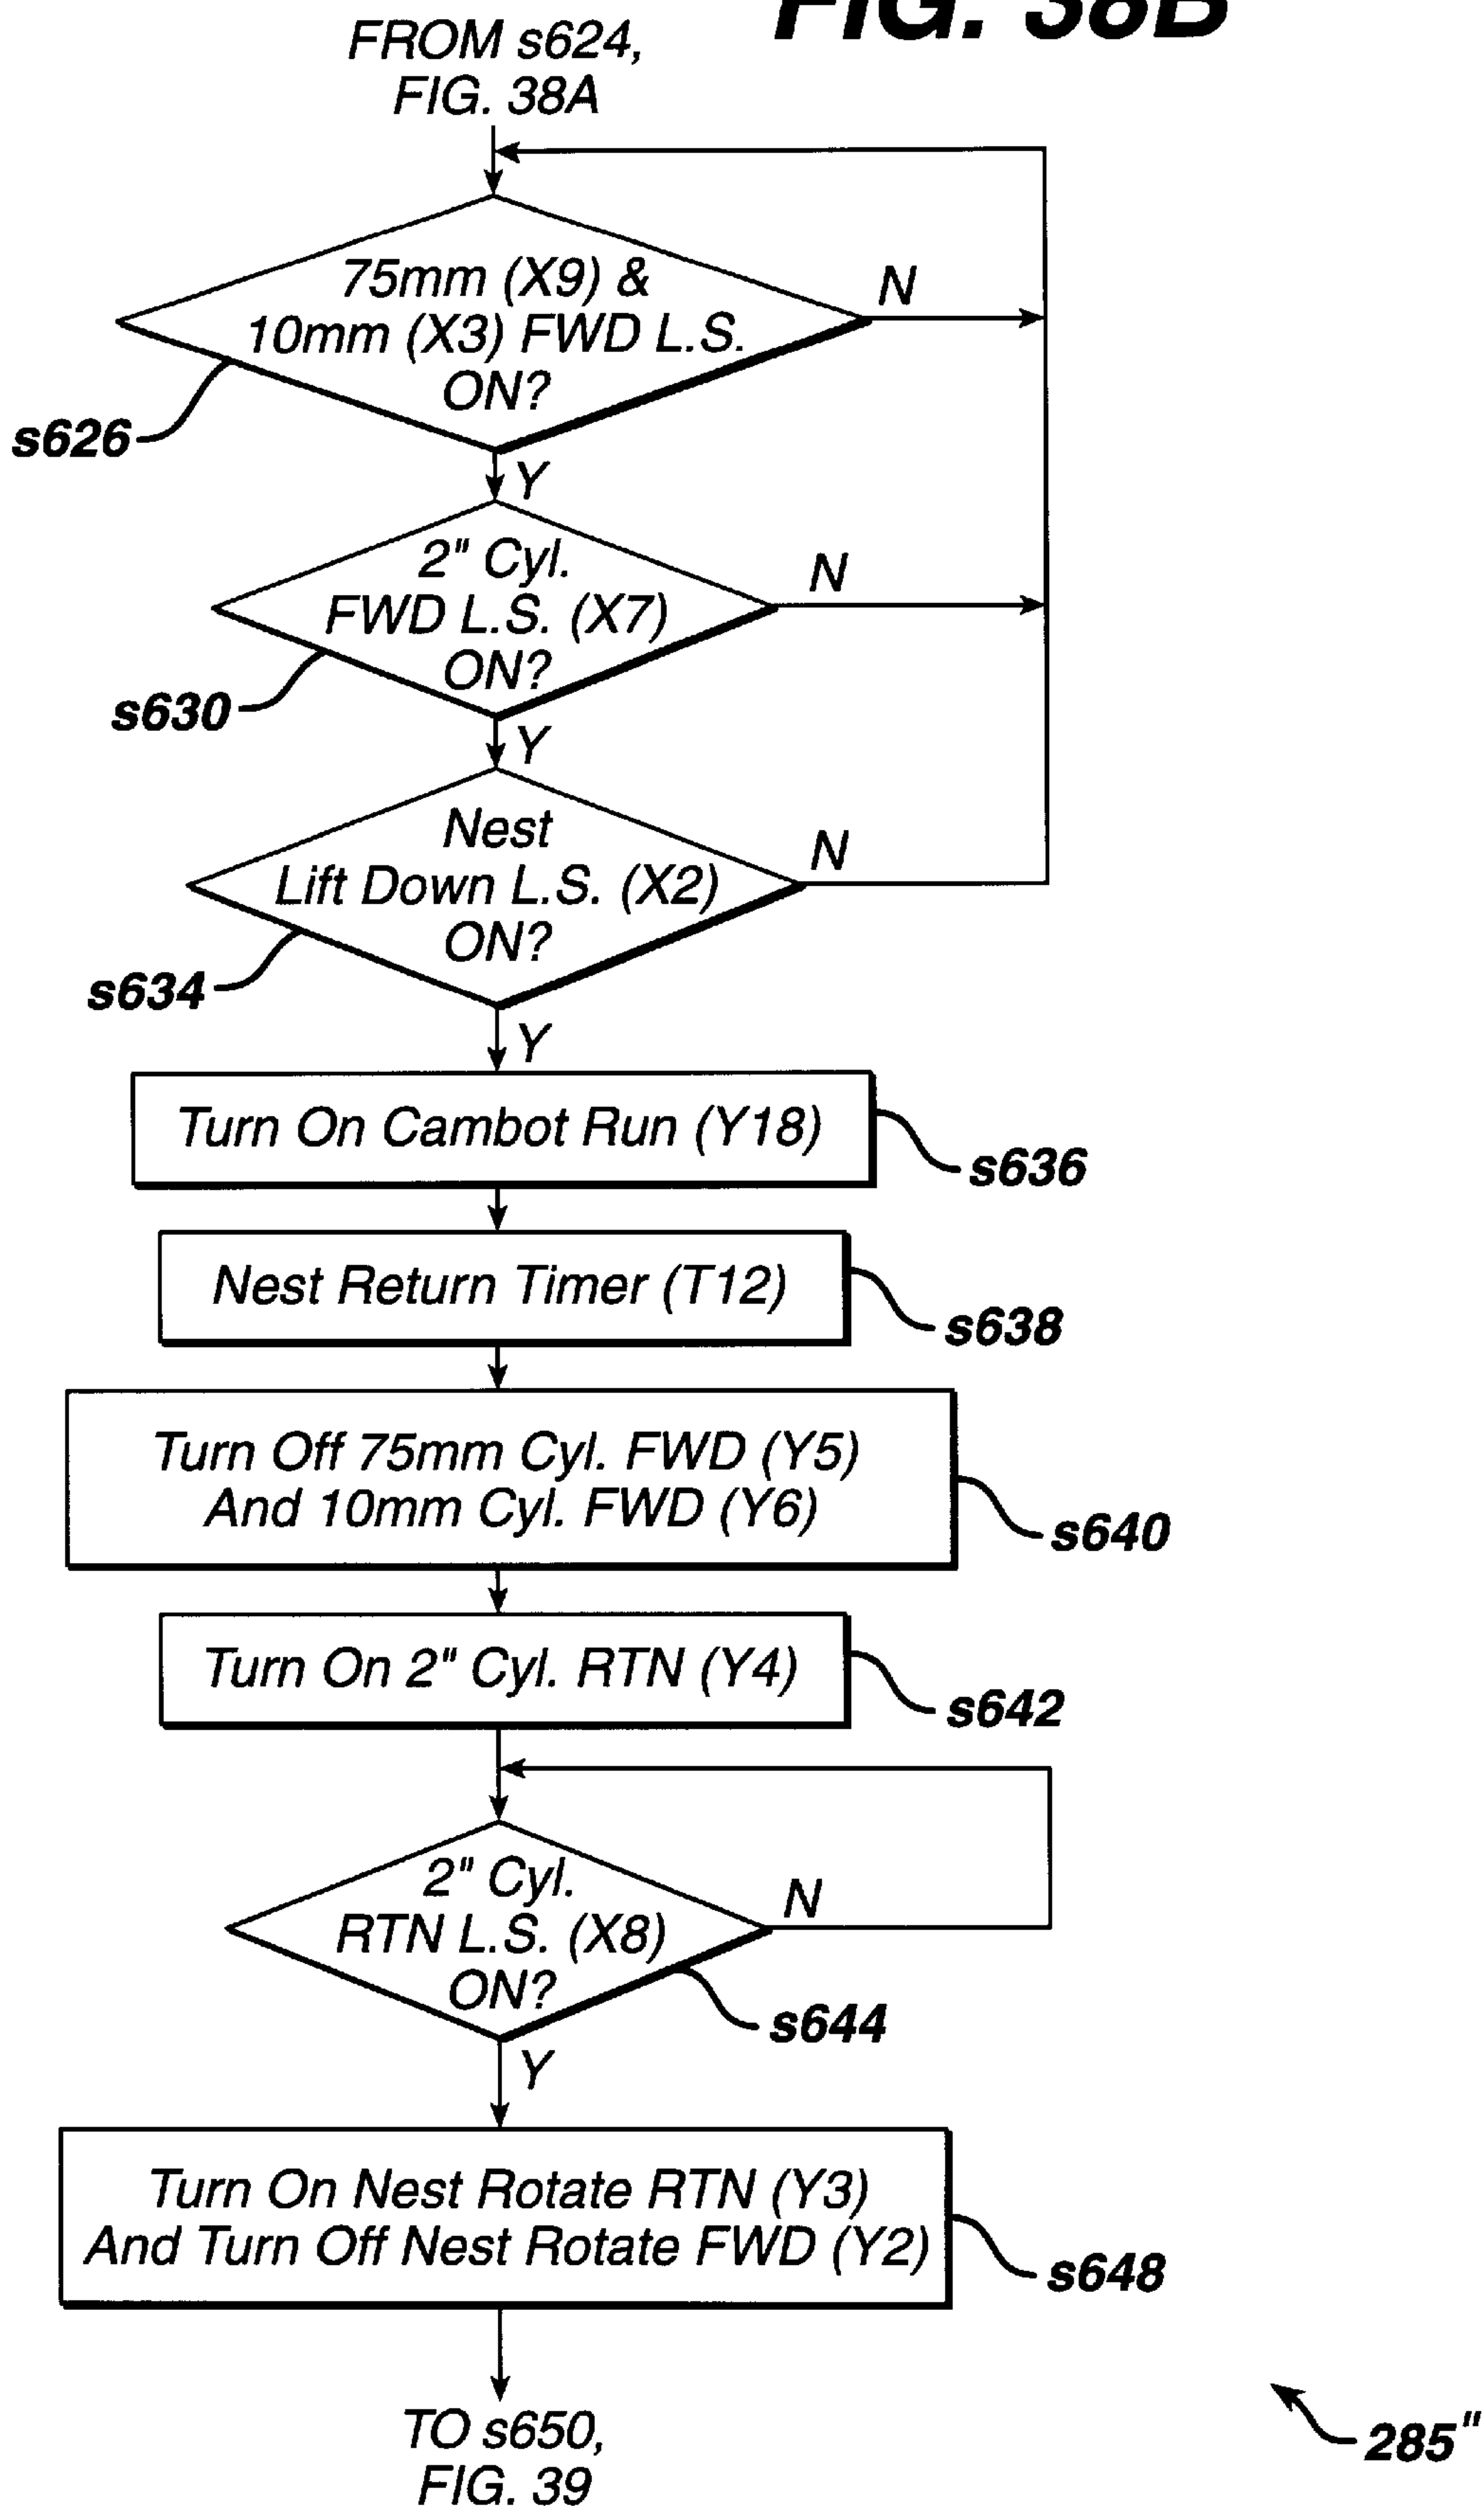 FIG. 38B
FROM s624,
FIG. 38A
75mm (X9) &
10mm (X3) FWD L.S.
ON?
N
s626
Y
2" Cyl.
FWD L.S. (X7)
ON?
N
s630
Y
Nest
Lift Down L.S. (X2)
ON?
N
s634
Y
Turn On Cambot Run (Y18)
s636
Nest Return Timer (T12)
s638
Turn Off 75mm Cyl. FWD (Y5)
And 10mm Cyl. FWD (Y6)
s640
Turn On 2" Cyl. RTN (Y4)
s642
2" Cyl.
RTN L.S. (X8)
ON?
N
s644
Y
Turn On Nest Rotate RTN (Y3)
And Turn Off Nest Rotate FWD (Y2)
s648
TO s650,
FIG. 39
285"